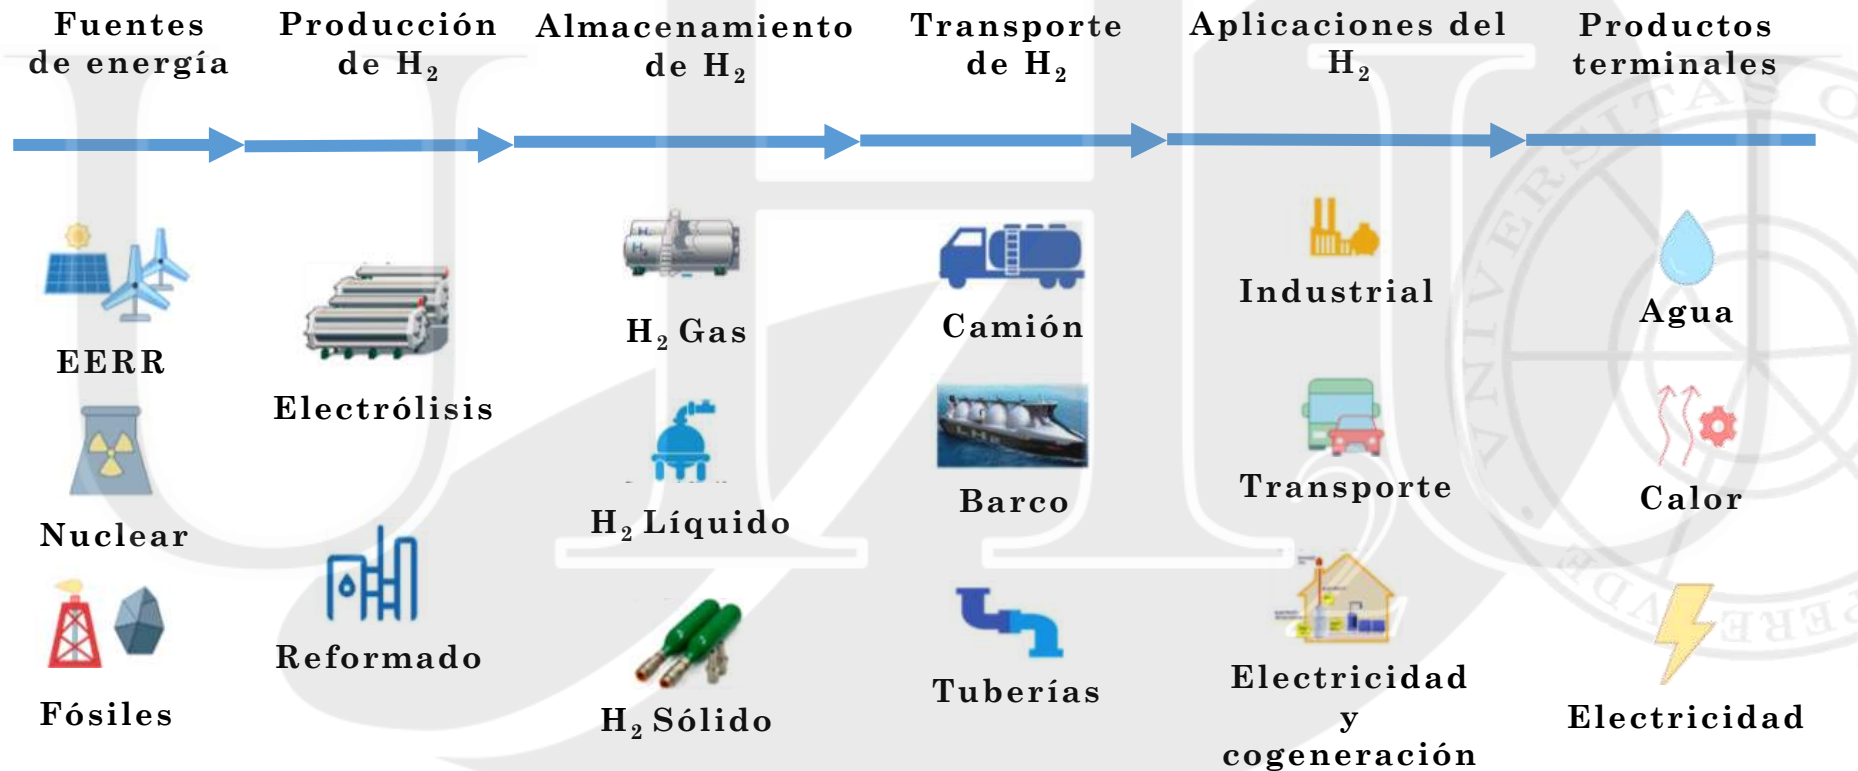 Fuentes
de energía
Producción
de H₂
Almacenamiento
de H₂
Transporte
de H₂
Aplicaciones del
H₂
Productos
terminales
EERR
Nuclear
Fósiles
Electrólisis
Reformado
H₂ Gas
H₂ Líquido
H₂ Sólido
Camión
Barco
Tuberías
Industrial
Transporte
Electricidad
y
cogeneración
Agua
Calor
Electricidad